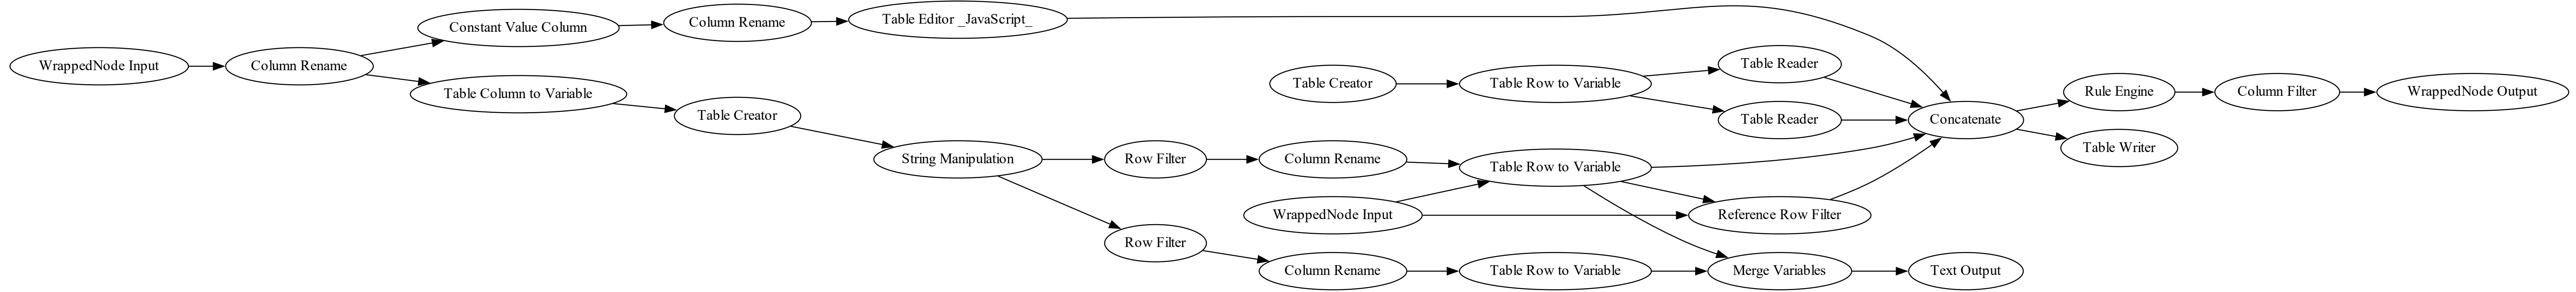 WrappedNode Input
Column Rename
Constant Value Column
Column Rename
Table Editor _JavaScript_
Table Column to Variable
Table Creator
String Manipulation
Row Filter
Column Rename
Table Row to Variable
Row Filter
Column Rename
Table Row to Variable
WrappedNode Input
Reference Row Filter
Merge Variables
Text Output
Table Creator
Table Row to Variable
Table Reader
Table Reader
Concatenate
Rule Engine
Column Filter
WrappedNode Output
Table Writer